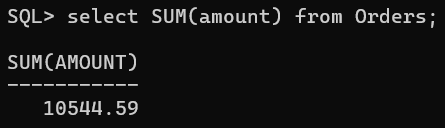 SQL> select SUM(amount) from Orders;
SUM(AMOUNT)
-----------
10544.59